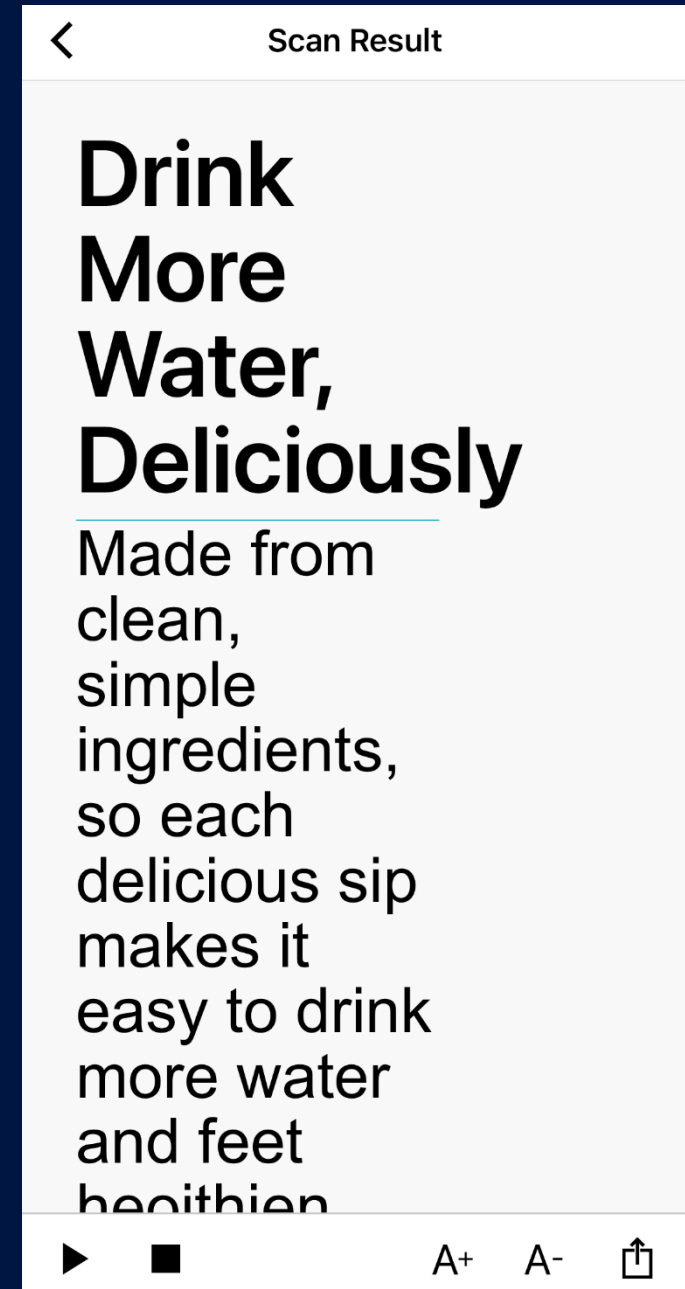 Scan Result
Drink
More
Water,
Deliciously
Made from
clean,
simple
ingredients,
so each
delicious sip
makes it
easy to drink
more water
and feet
heoithien
A+ A-